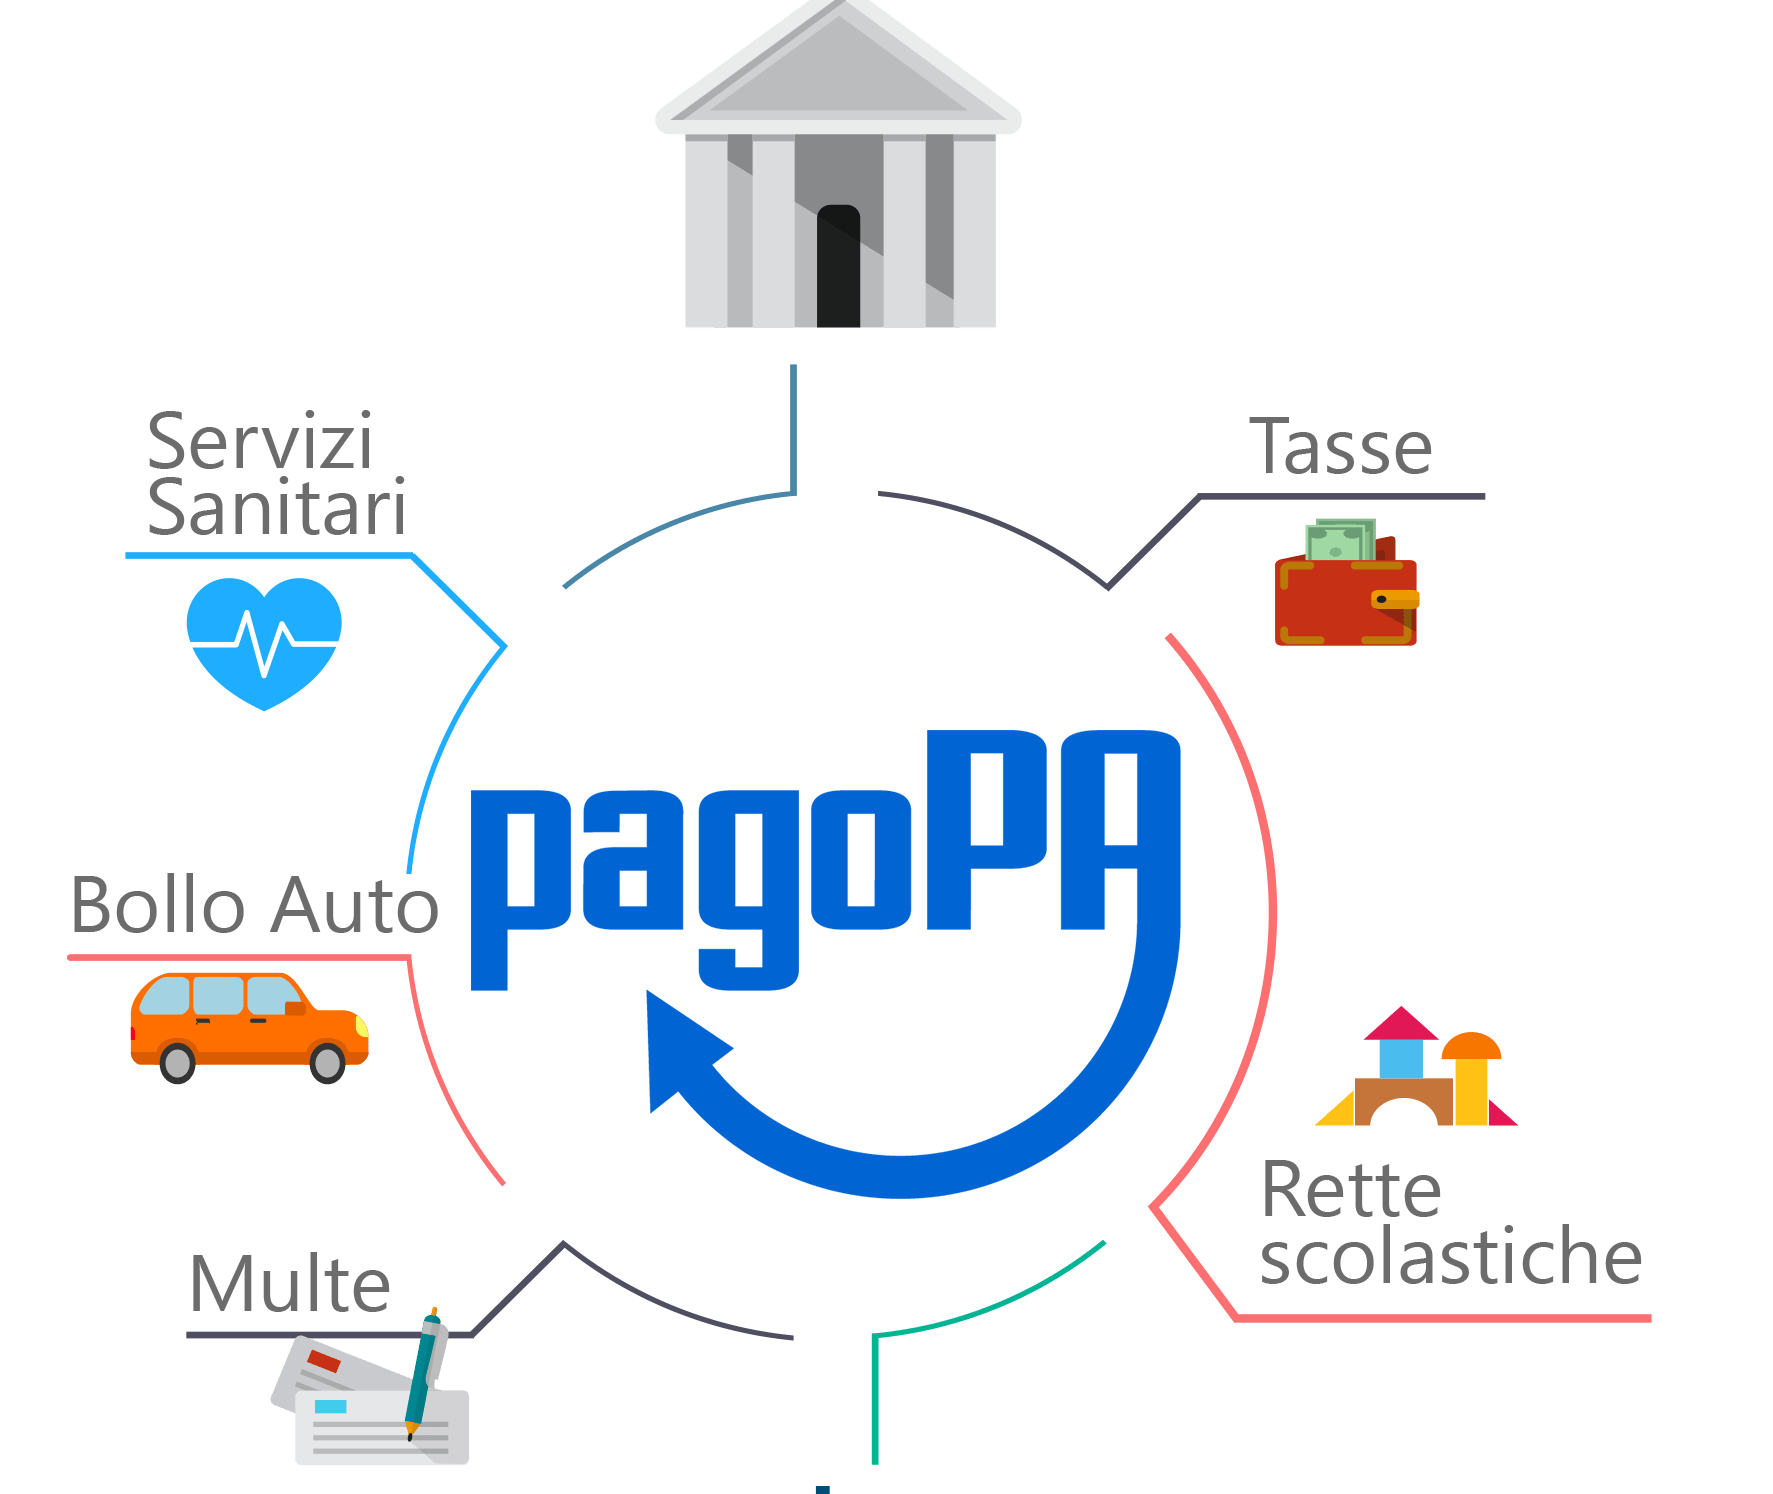 Servizi
Sanitari
Tasse
pagoPA
Bollo Auto
Rette
scolastiche
Multe